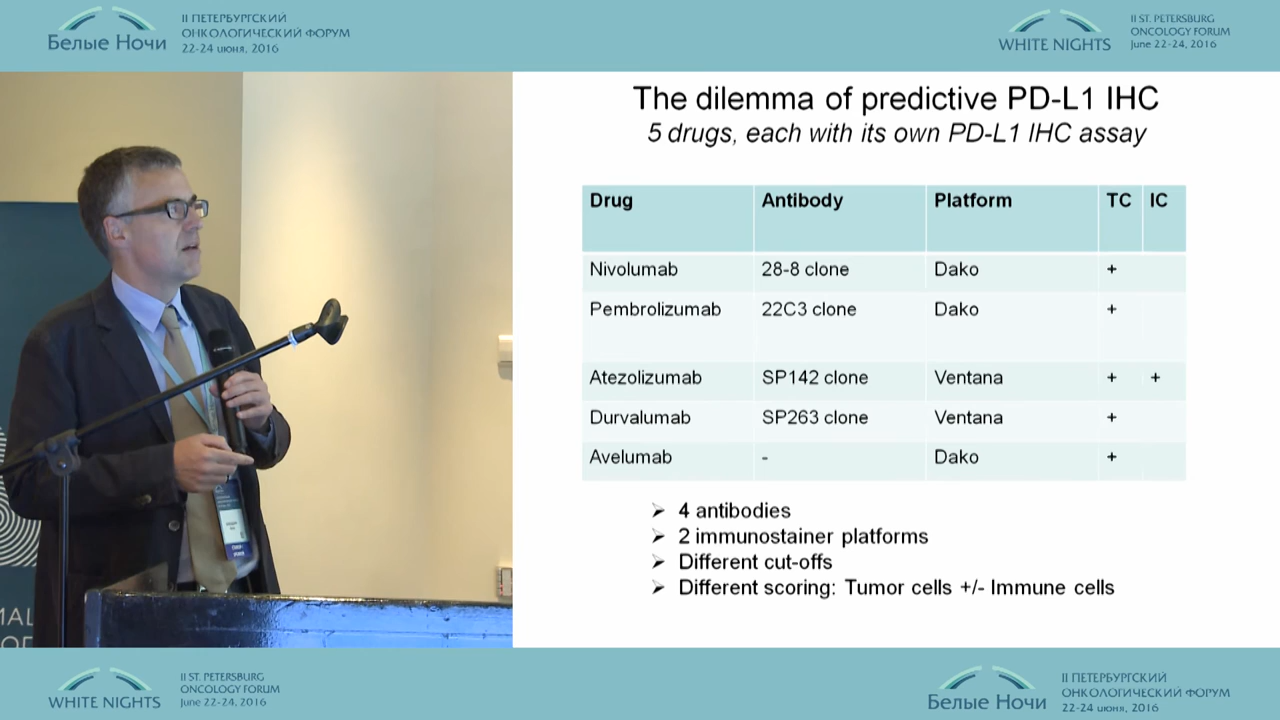 Белые Ночи
II ПЕТЕРБУРГСКИЙ
ОНКОЛОГИЧЕСКИЙ ФОРУМ
22-24 июня, 2016
WHITE NIGHTS
II ST. PETERSBURG
ONCOLOGY FORUM
June 22-24, 2016
The dilemma of predictive PD-L1 IHC
5 drugs, each with its own PD-L1 IHC assay
Drug Antibody Platform TC IC
Nivolumab 28-8 clone Dako +
Pembrolizumab 22C3 clone Dako +
Atezolizumab SP142 clone Ventana + +
Durvalumab SP263 clone Ventana +
Avelumab - Dako +
➢ 4 antibodies
➢ 2 immunostainer platforms
➢ Different cut-offs
➢ Different scoring: Tumor cells +/- Immune cells
WHITE NIGHTS
II ST. PETERSBURG
ONCOLOGY FORUM
June 22-24, 2016
Белые Ночи
II ПЕТЕРБУРГСКИЙ
ОНКОЛОГИЧЕСКИЙ ФОРУМ
22-24 июня, 2016